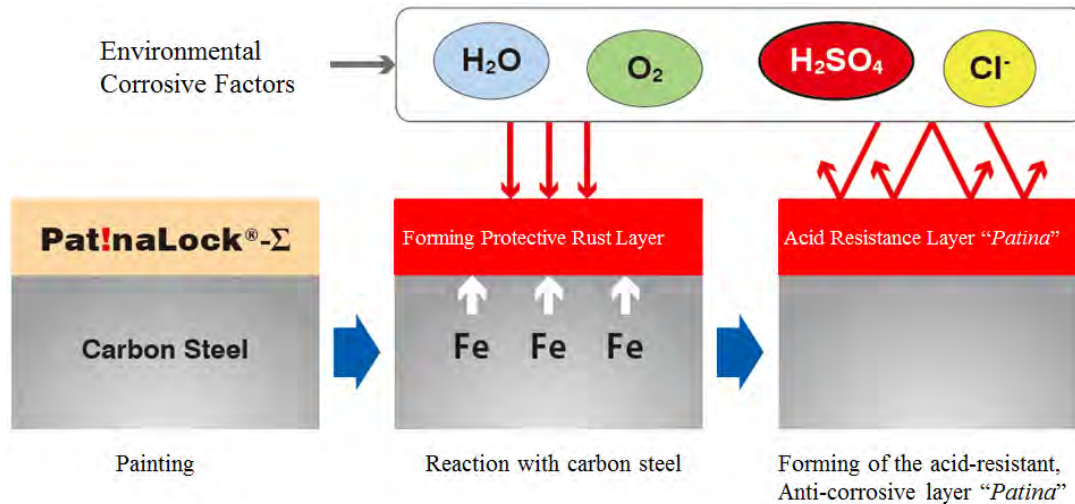 Environmental
Corrosive Factors
H₂O
O₂
H₂SO₄
Cl⁻
Pat!naLock®-Σ
Carbon Steel
Forming Protective Rust Layer
Fe Fe Fe
Acid Resistance Layer “Patina”
Painting
Reaction with carbon steel
Forming of the acid-resistant,
Anti-corrosive layer “Patina”